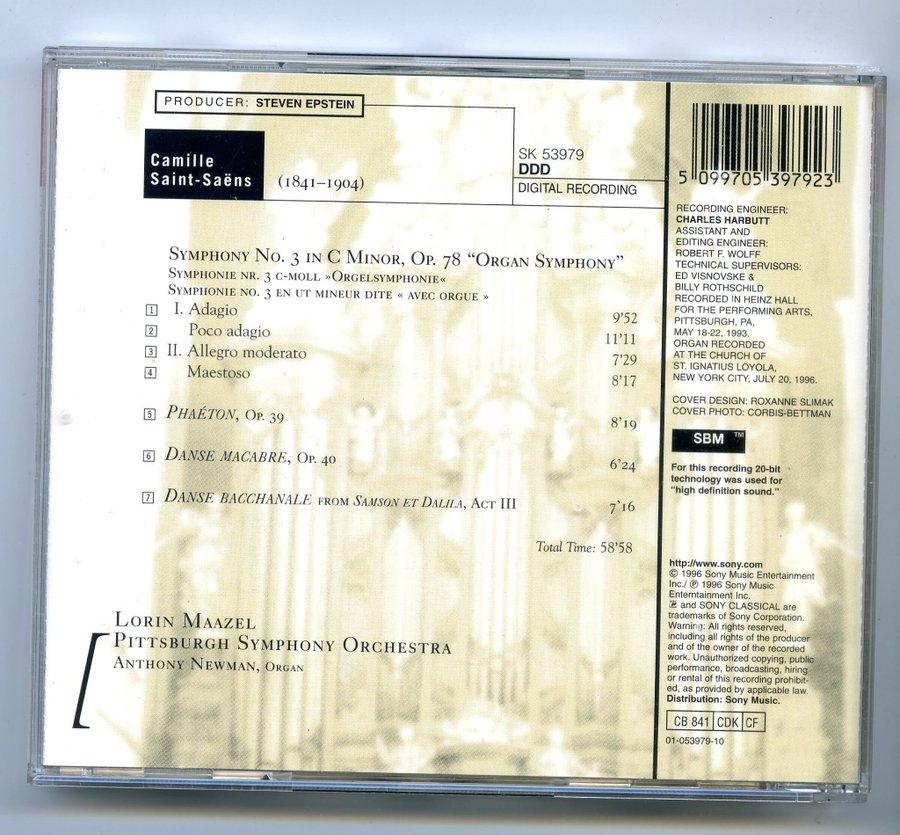 PRODUCER: STEVEN EPSTEIN
Camille
Saint-Saëns
(1841–1904)
SK 53979
DDD
DIGITAL RECORDING
SYMPHONY NO. 3 IN C MINOR, OP. 78 “ORGAN SYMPHONY”
SYMPHONIE NR. 3 C-MOLL »ORGELSYMPHONIE«
SYMPHONIE NO. 3 EN UT MINEUR DITE « AVEC ORGUE »
1 I. Adagio 9’52
2 Poco adagio 11’11
3 II. Allegro moderato 7’29
4 Maestoso 8’17
5 PHAÉTON, OP. 39 8’19
6 DANSE MACABRE, OP. 40 6’24
7 DANSE BACCHANALE FROM SAMSON ET DALILA, ACT III 7’16
Total Time: 58’58
LORIN MAAZEL
PITTSBURGH SYMPHONY ORCHESTRA
ANTHONY NEWMAN, ORGAN
5 099705 397923
RECORDING ENGINEER:
CHARLES HARBUTT
ASSISTANT AND
EDITING ENGINEER:
ROBERT F. WOLFF
TECHNICAL SUPERVISORS:
ED VISNOVSKE &
BILLY ROTHSCHILD
RECORDED IN HEINZ HALL
FOR THE PERFORMING ARTS,
PITTSBURGH, PA,
MAY 18-22, 1993.
ORGAN RECORDED
AT THE CHURCH OF
ST. IGNATIUS LOYOLA,
NEW YORK CITY, JULY 20, 1996.
COVER DESIGN: ROXANNE SLIMAK
COVER PHOTO: CORBIS-BETTMAN
SBM ™
For this recording 20-bit
technology was used for
“high definition sound.”
http://www.sony.com
© 1996 Sony Music Entertainment
Inc./ ℗ 1996 Sony Music
Emterntainment Inc.
and SONY CLASSICAL are
trademarks of Sony Corporation.
Warning: All rights reserved,
including all rights of the producer
and of the owner of the recorded
work. Unauthorized copying, public
performance, broadcasting, hiring
or rental of this recording prohibit-
ed, as provided by applicable law.
Distribution: Sony Music.
CB 841 CDK CF
01-053979-10